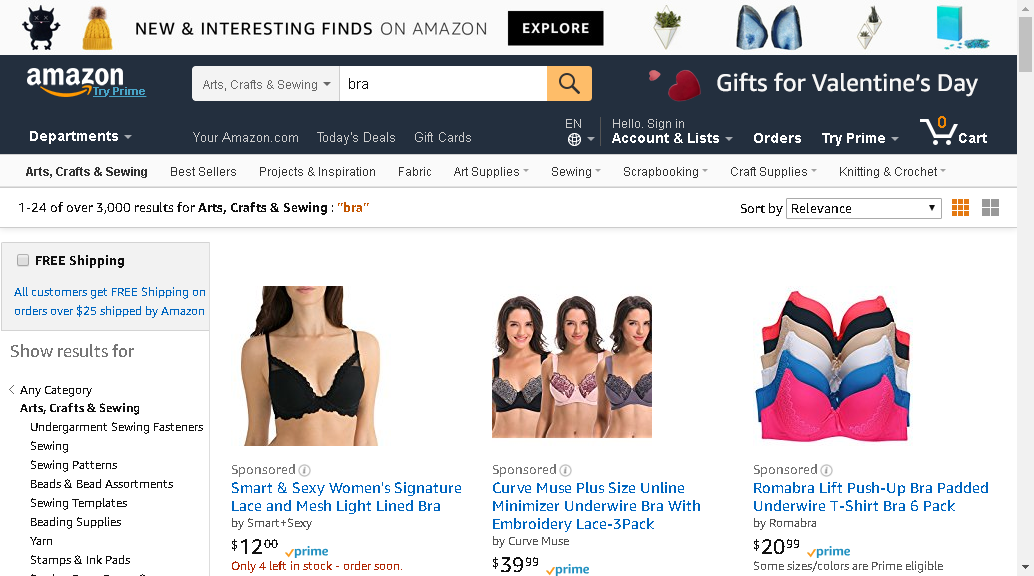 NEW & INTERESTING FINDS ON AMAZON EXPLORE
amazon
Try Prime
Arts, Crafts & Sewing bra
Gifts for Valentine's Day
Departments
Your Amazon.com Today's Deals Gift Cards
EN
Hello. Sign in
Account & Lists Orders Try Prime 0 Cart
Arts, Crafts & Sewing Best Sellers Projects & Inspiration Fabric Art Supplies Sewing Scrapbooking Craft Supplies Knitting & Crochet
1-24 of over 3,000 results for Arts, Crafts & Sewing : "bra"
Sort by Relevance
FREE Shipping
All customers get FREE Shipping on
orders over $25 shipped by Amazon
Show results for
Any Category
Arts, Crafts & Sewing
Undergarment Sewing Fasteners
Sewing
Sewing Patterns
Beads & Bead Assortments
Sewing Templates
Beading Supplies
Yarn
Stamps & Ink Pads
Sponsored
Smart & Sexy Women's Signature
Lace and Mesh Light Lined Bra
by Smart+Sexy
$1200 prime
Only 4 left in stock - order soon.
Sponsored
Curve Muse Plus Size Unline
Minimizer Underwire Bra With
Embroidery Lace-3Pack
by Curve Muse
$3999 prime
Sponsored
Romabra Lift Push-Up Bra Padded
Underwire T-Shirt Bra 6 Pack
by Romabra
$2099 prime
Some sizes/colors are Prime eligible